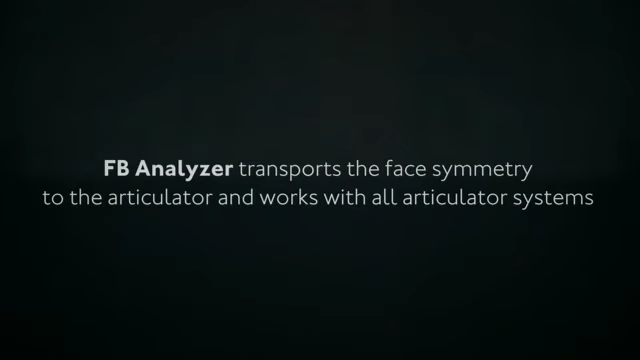 FB Analyzer transports the face symmetry
to the articulator and works with all articulator systems